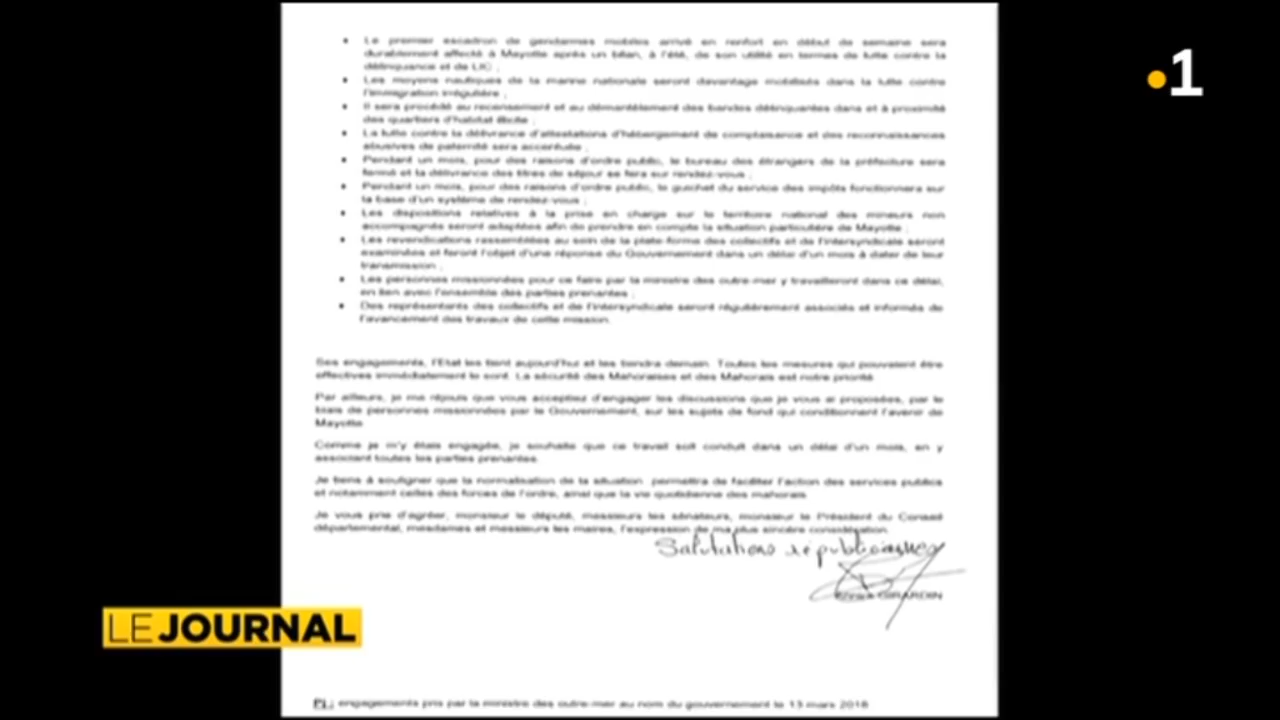 • Le premier escadron de gendarmes mobiles arrivé en renfort en début de semaine sera
durablement affecté à Mayotte après un bilan, à l'été, de son utilité en termes de lutte contre la
délinquance et de LIC ;
• Les moyens nautiques de la marine nationale seront davantage mobilisés dans la lutte contre
l'immigration irrégulière ;
• Il sera procédé au recensement et au démantèlement des bandes délinquantes dans et à proximité
des quartiers d'habitat illicite ;
• La lutte contre la délivrance d'attestations d'hébergement de complaisance et des reconnaissances
abusives de paternité sera accentuée ;
• Pendant un mois, pour des raisons d'ordre public, le bureau des étrangers de la préfecture sera
fermé et la délivrance des titres de séjour se fera sur rendez-vous ;
• Pendant un mois, pour des raisons d'ordre public, le guichet du service des impôts fonctionnera sur
la base d'un système de rendez-vous ;
• Les dispositions relatives à la prise en charge sur le territoire national des mineurs non
accompagnés seront adaptées afin de prendre en compte la situation particulière de Mayotte ;
• Les revendications rassemblées au sein de la plate-forme des collectifs et de l'intersyndicale seront
examinées et feront l'objet d'une réponse du Gouvernement dans un délai d'un mois à dater de leur
transmission ;
• Les personnes missionnées pour ce faire par la ministre des outre-mer y travailleront dans ce délai,
en lien avec l'ensemble des parties prenantes ;
• Des représentants des collectifs et de l'intersyndicale seront régulièrement associés et informés de
l'avancement des travaux de cette mission.
Ses engagements, l'Etat les tient aujourd'hui et les tiendra demain. Toutes les mesures qui pouvaient être
effectives immédiatement le sont. La sécurité des Mahoraises et des Mahorais est notre priorité.
Par ailleurs, je me réjouis que vous acceptiez d'engager les discussions que je vous ai proposées, par le
biais de personnes missionnées par le Gouvernement, sur les sujets de fond qui conditionnent l'avenir de
Mayotte.
Comme je m'y étais engagée, je souhaite que ce travail soit conduit dans un délai d'un mois, en y
associant toutes les parties prenantes.
Je tiens à souligner que la normalisation de la situation permettra de faciliter l'action des services publics
et notamment celles des forces de l'ordre, ainsi que la vie quotidienne des mahorais.
Je vous prie d'agréer, monsieur le député, messieurs les sénateurs, monsieur le Président du Conseil
départemental, mesdames et messieurs les maires, l'expression de ma plus sincère considération.
Salutations républicaines
Annick GIRARDIN
PJ : engagements pris par la ministre des outre-mer au nom du gouvernement le 13 mars 2018
LE JOURNAL
1